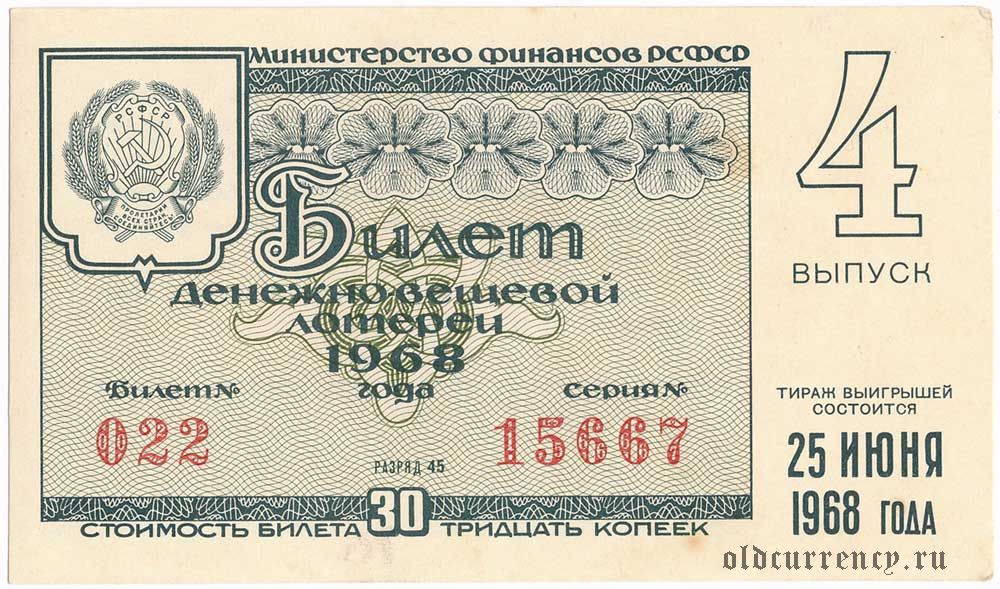 Министерство финансов РСФСР
РСФСР
ПРОЛЕТАРИИ
ВСЕХ СТРАН,
СОЕДИНЯЙТЕСЬ!
4
ВЫПУСК
Билет
денежно-вещевой
лотереи
1968
года
Билет № серия №
022 15667
РАЗРЯД 45
30
СТОИМОСТЬ БИЛЕТА ТРИДЦАТЬ КОПЕЕК
ТИРАЖ ВЫИГРЫШЕЙ
СОСТОИТСЯ
25 ИЮНЯ
1968 ГОДА
oldcurrency.ru